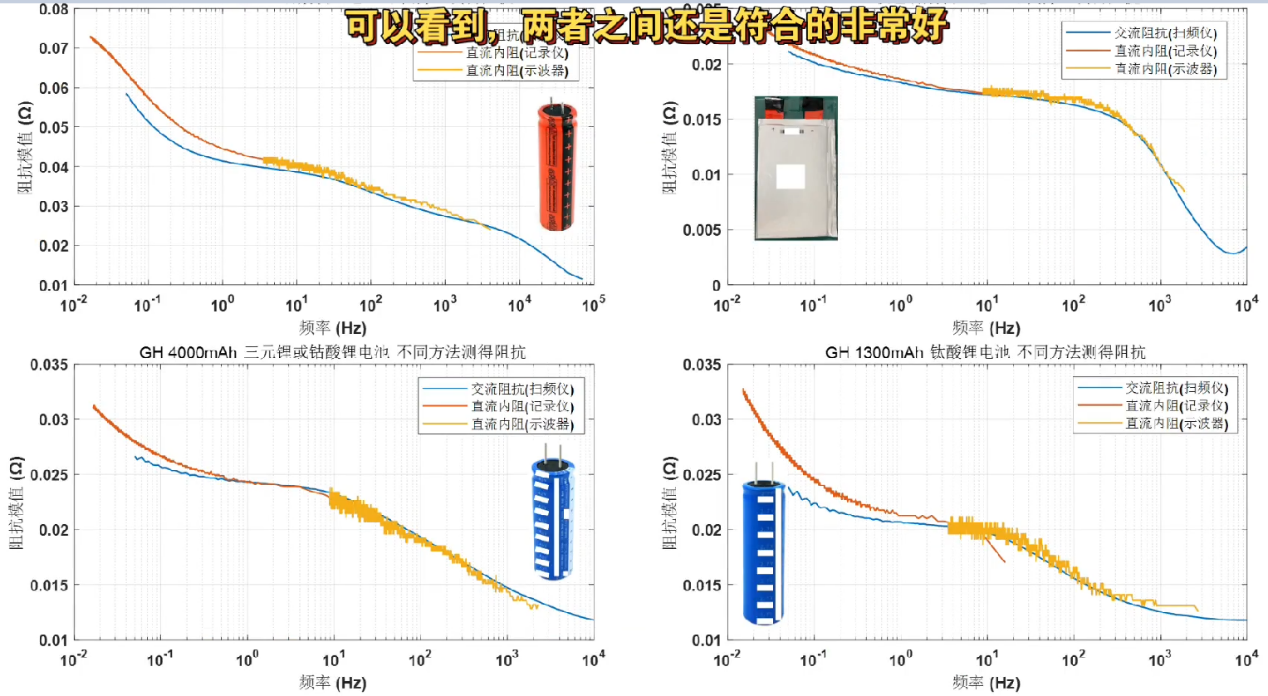 可以看到，两者之间还是符合的非常好
0.08
0.07
0.06
0.05
0.04
0.03
0.02
0.01
阻抗模值 (Ω)
直流内阻(记录仪)
直流内阻(示波器)
10-2 10-1 100 101 102 103 104 105
频率 (Hz)
0.02
0.015
0.01
0.005
0
阻抗模值 (Ω)
交流阻抗(扫频仪)
直流内阻(记录仪)
直流内阻(示波器)
10-2 10-1 100 101 102 103 104
频率 (Hz)
GH 4000mAh 三元锂或钴酸锂电池 不同方法测得阻抗
0.035
0.03
0.025
0.02
0.015
0.01
阻抗模值 (Ω)
交流阻抗(扫频仪)
直流内阻(记录仪)
直流内阻(示波器)
10-2 10-1 100 101 102 103 104
频率 (Hz)
GH 1300mAh 钛酸锂电池 不同方法测得阻抗
0.035
0.03
0.025
0.02
0.015
0.01
阻抗模值 (Ω)
交流阻抗(扫频仪)
直流内阻(记录仪)
直流内阻(示波器)
10-2 10-1 100 101 102 103 104
频率 (Hz)